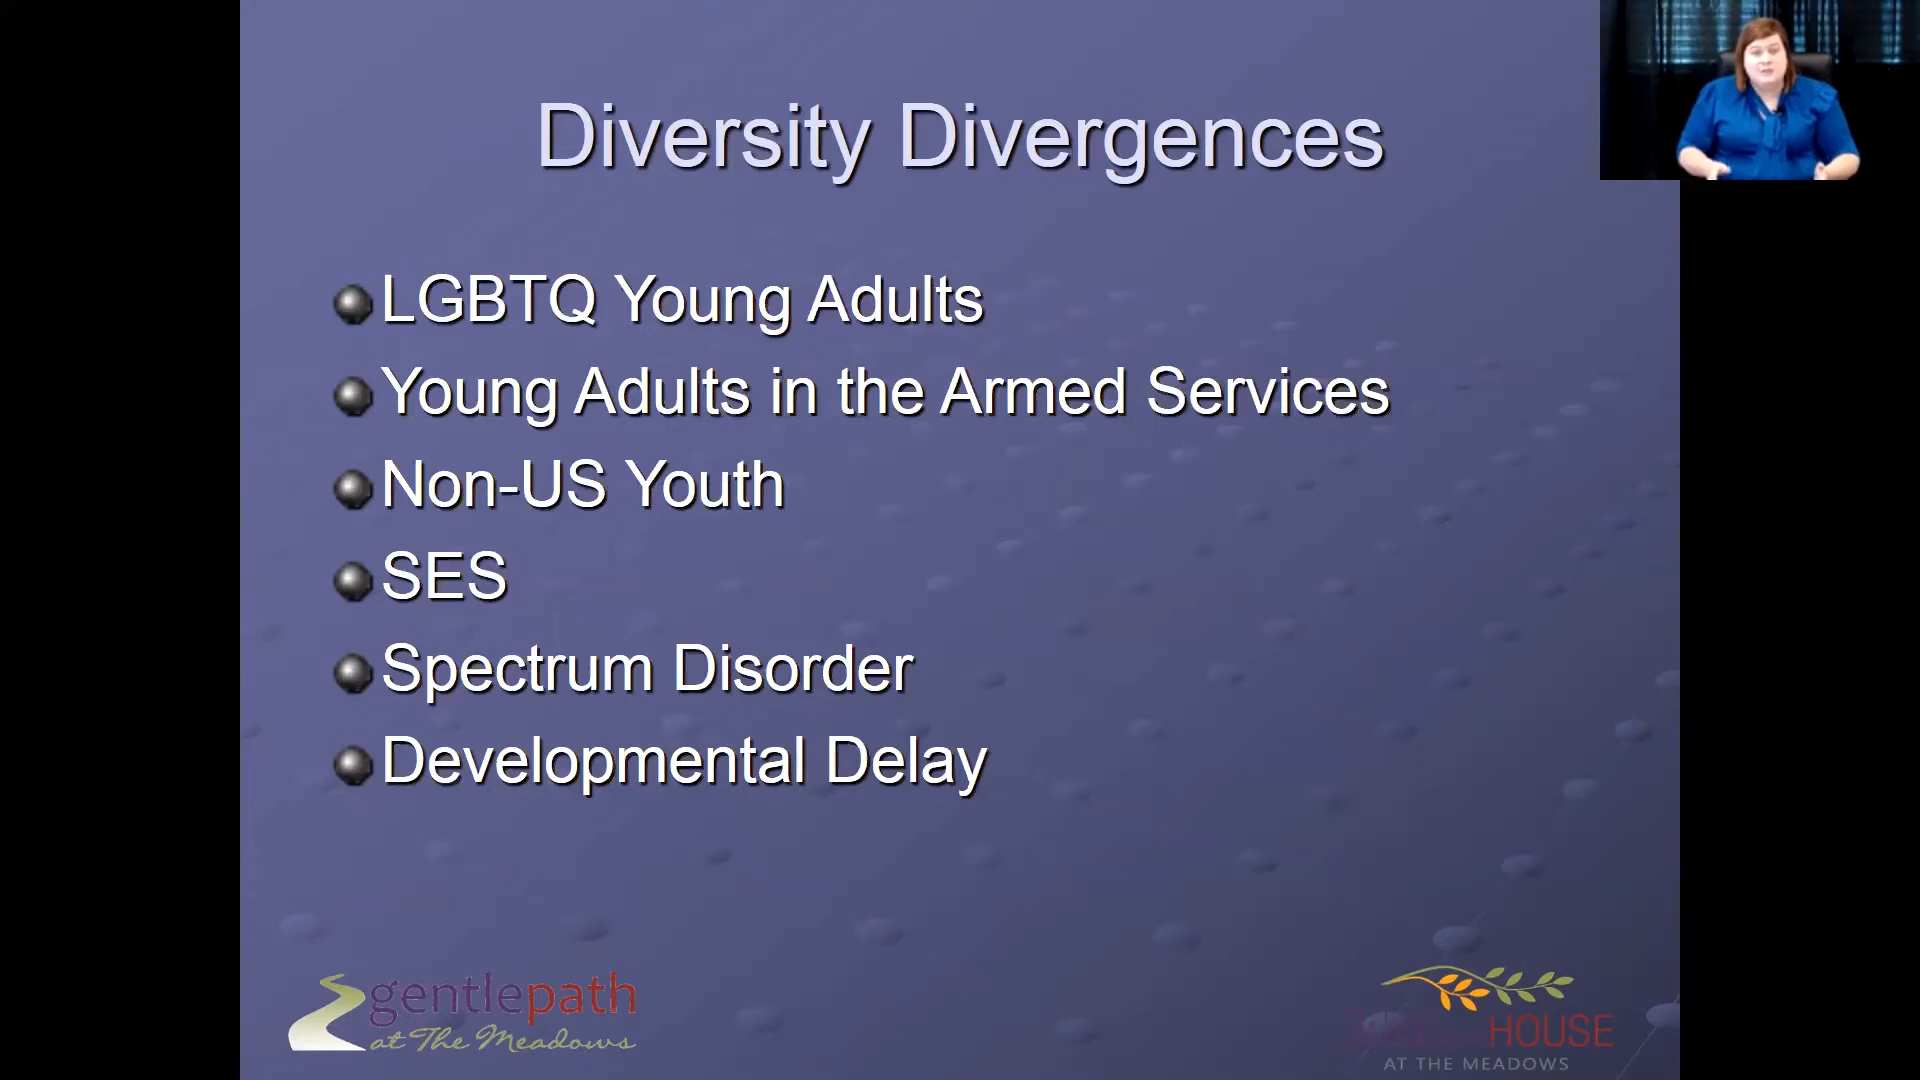 Diversity Divergences
LGBTQ Young Adults
Young Adults in the Armed Services
Non-US Youth
SES
Spectrum Disorder
Developmental Delay
gentlepath
at The Meadows
HOUSE
AT THE MEADOWS